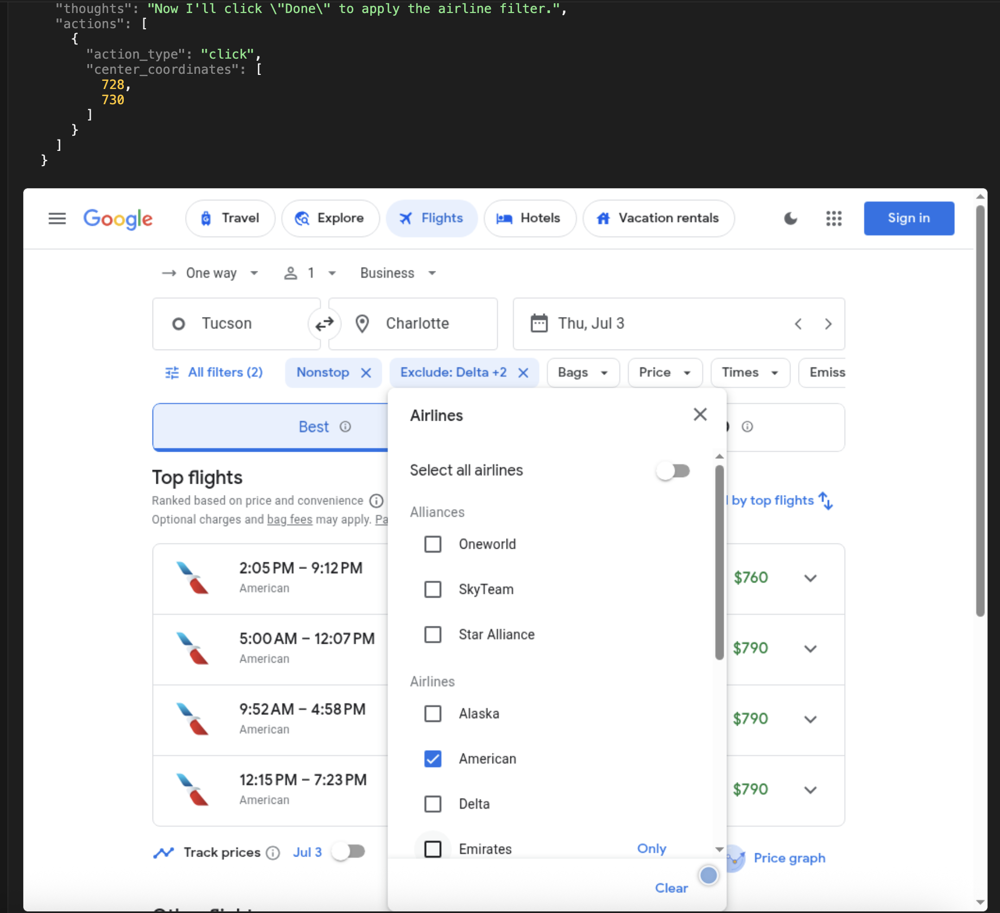 "thoughts": "Now I'll click \"Done\" to apply the airline filter.",
"actions": [
{
"action_type": "click",
"center_coordinates": [
728,
730
]
}
]
}
Google
Travel
Explore
Flights
Hotels
Vacation rentals
Sign in
One way
1
Business
Tucson
Charlotte
Thu, Jul 3
All filters (2)
Nonstop
Exclude: Delta +2
Bags
Price
Times
Emiss
Best
Airlines
Select all airlines
Alliances
Oneworld
SkyTeam
Star Alliance
Airlines
Alaska
American
Delta
Emirates
Only
Clear
Top flights
Ranked based on price and convenience
Optional charges and bag fees may apply. Pa
by top flights
2:05 PM – 9:12 PM
American
$760
5:00 AM – 12:07 PM
American
$790
9:52 AM – 4:58 PM
American
$790
12:15 PM – 7:23 PM
American
$790
Track prices
Jul 3
Price graph